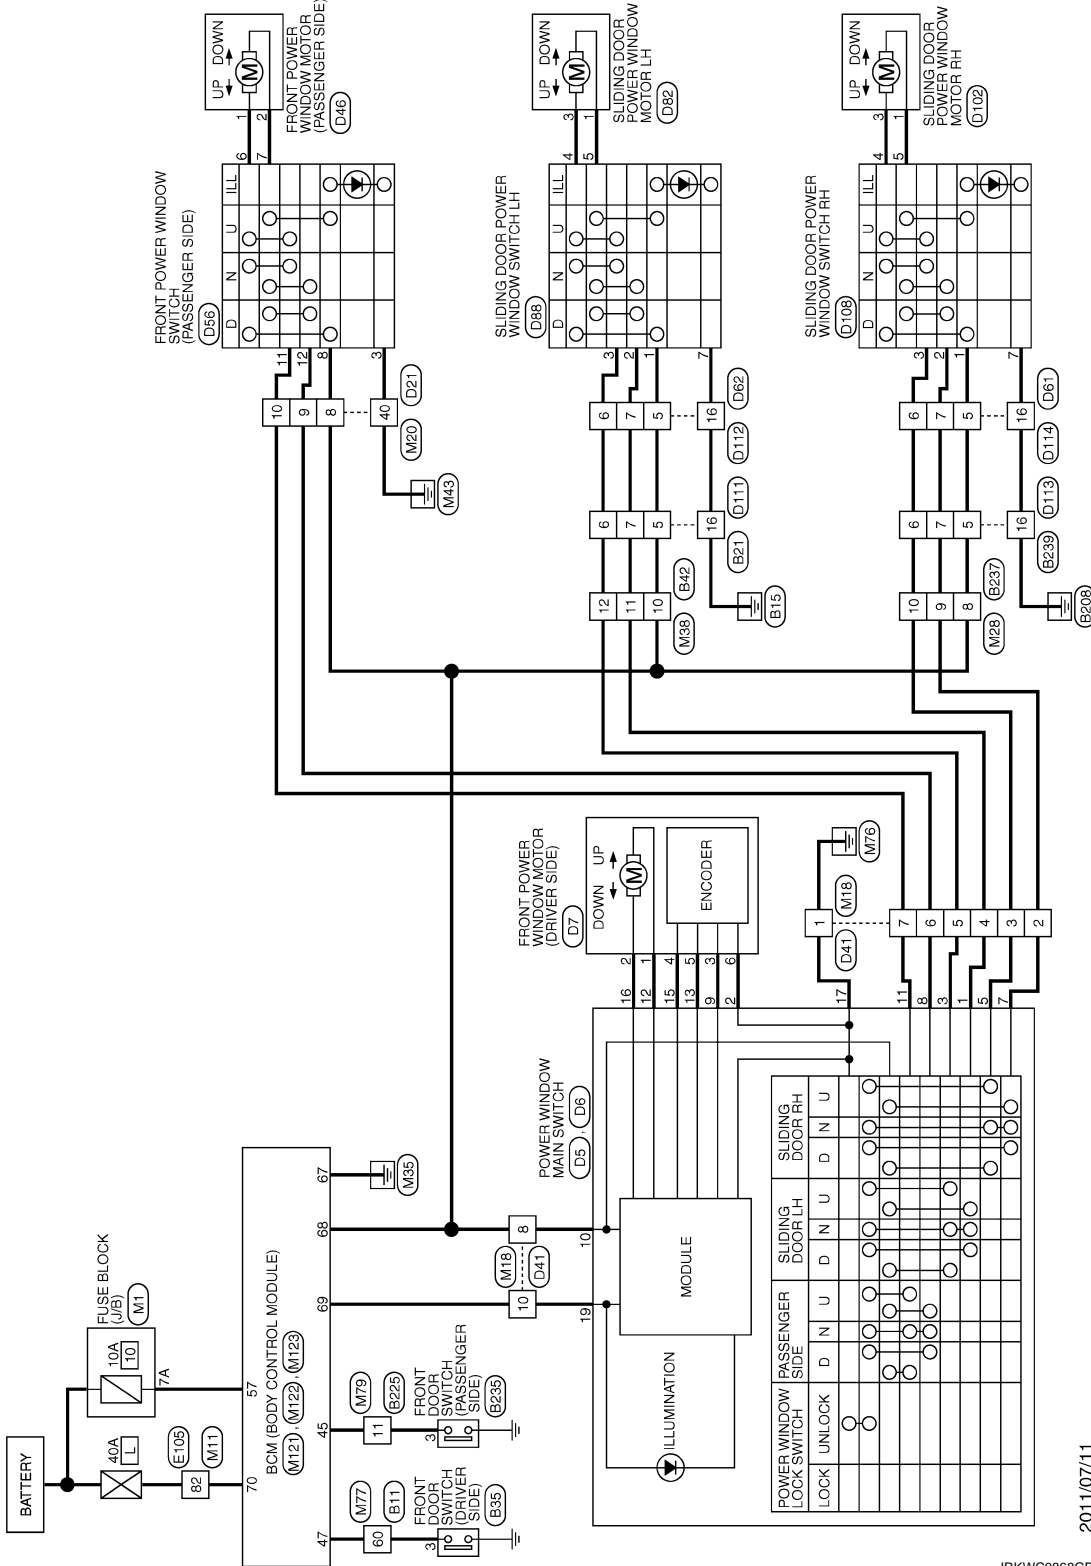 BATTERY
40A
L
82
E105
M11
10A
10
7A
FUSE BLOCK
(J/B)
M1
70
57
BCM (BODY CONTROL MODULE)
M121 , M122 , M123
47
45
69
68
67
M35
60
M77
B11
3
FRONT
DOOR
SWITCH
(DRIVER
SIDE)
B35
11
M79
B225
3
FRONT
DOOR
SWITCH
(PASSENGER
SIDE)
B235
10
M18
D41
8
19
10
POWER WINDOW
MAIN SWITCH
D5 , D6
ILLUMINATION
MODULE
16
12
15
13
9
2
2
1
4
5
3
6
FRONT POWER
WINDOW MOTOR
(DRIVER SIDE)
D7
DOWN UP
M
ENCODER
17
11
8
3
1
5
7
1
D41
M18
M76
7
6
5
4
3
2
POWER WINDOW
LOCK SWITCH
LOCK UNLOCK
PASSENGER
SIDE
D N U
SLIDING
DOOR LH
D N U
SLIDING
DOOR RH
D N U
FRONT POWER WINDOW
SWITCH
(PASSENGER SIDE)
D56
D N U ILL
11
12
8
3
6
7
1
2
UP DOWN
M
FRONT POWER
WINDOW MOTOR
(PASSENGER SIDE)
D46
10
9
8
40
M20
D21
M43
SLIDING DOOR POWER
WINDOW SWITCH LH
D88
D N U ILL
3
2
1
7
4
5
3
1
UP DOWN
M
SLIDING DOOR
POWER WINDOW
MOTOR LH
D82
6
7
5
16
D112
D62
6
7
5
16
B21
D111
12
11
10
M38
B42
B15
SLIDING DOOR POWER
WINDOW SWITCH RH
D108
D N U ILL
3
2
1
7
4
5
3
1
UP DOWN
M
SLIDING DOOR
POWER WINDOW
MOTOR RH
D102
6
7
5
16
D114
D61
6
7
5
16
B239
D113
10
9
8
M28
B237
B208
2011/07/11